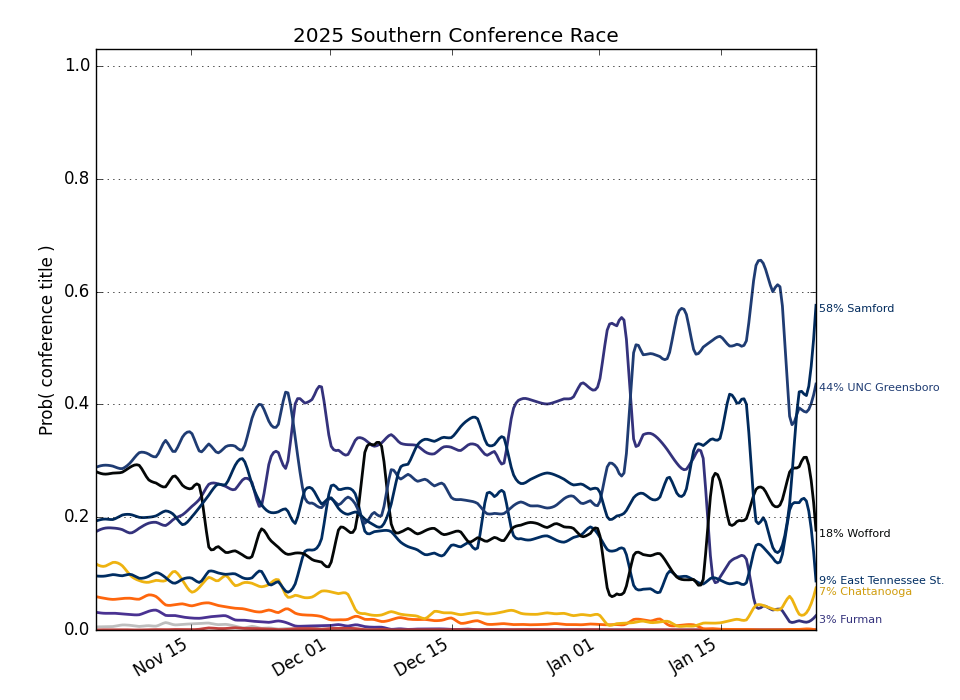 2025 Southern Conference Race
Prob( conference title )
1.0
0.8
0.6
0.4
0.2
0.0
58% Samford
44% UNC Greensboro
18% Wofford
9% East Tennessee St.
7% Chattanooga
3% Furman
Nov 15
Dec 01
Dec 15
Jan 01
Jan 15